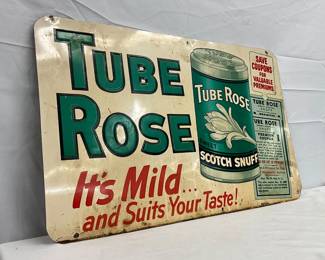 TUBE
ROSE
It's Mild...
and Suits Your Taste!
TUBE ROSE
SCOTCH SNUFF
SAVE
COUPONS
FOR
VALUABLE
PREMIUMS
TUBE ROSE
TUBE ROSE